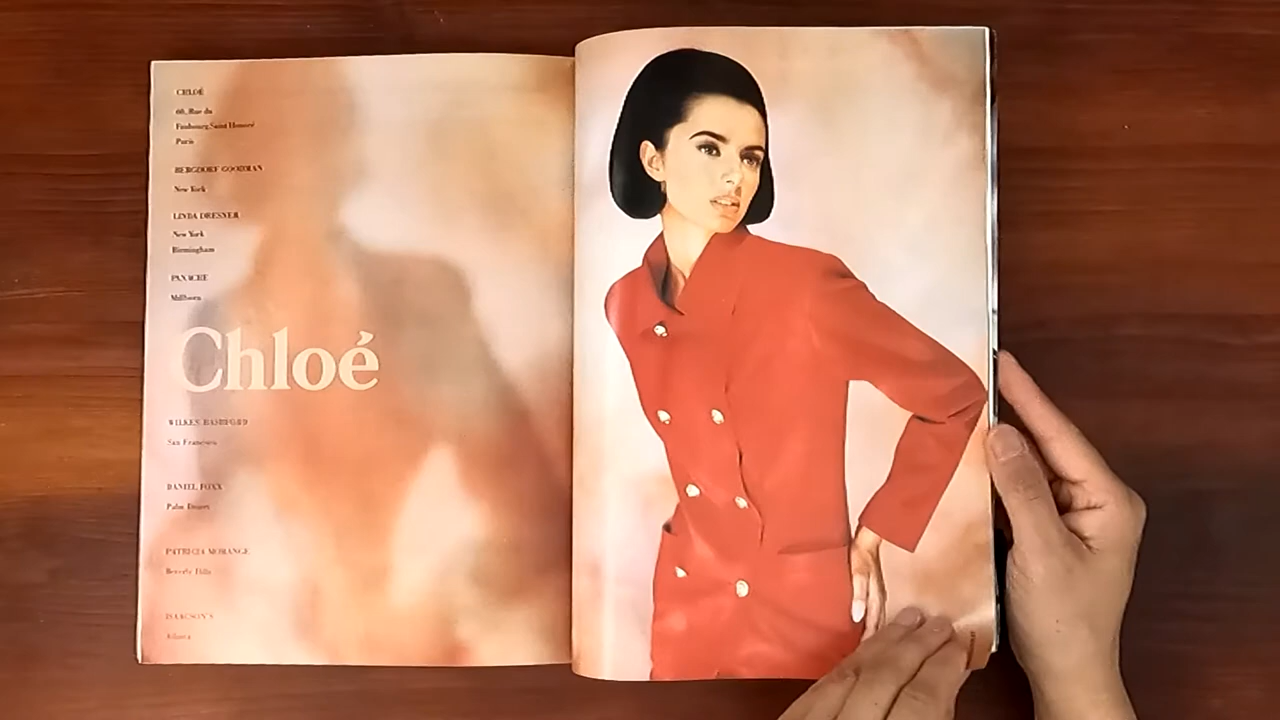 CHLOÉ
60, Rue du
Faubourg Saint Honoré
Paris
BERGDORF GOODMAN
New York
LINDA DRESNER
New York
Birmingham
PANACHE
Millburn
Chloé
WILKES BASHFORD
San Francisco
DANIEL FOXX
Palm Desert
PATRICIA MORANGE
Beverly Hills
ISAACSON'S
Atlanta